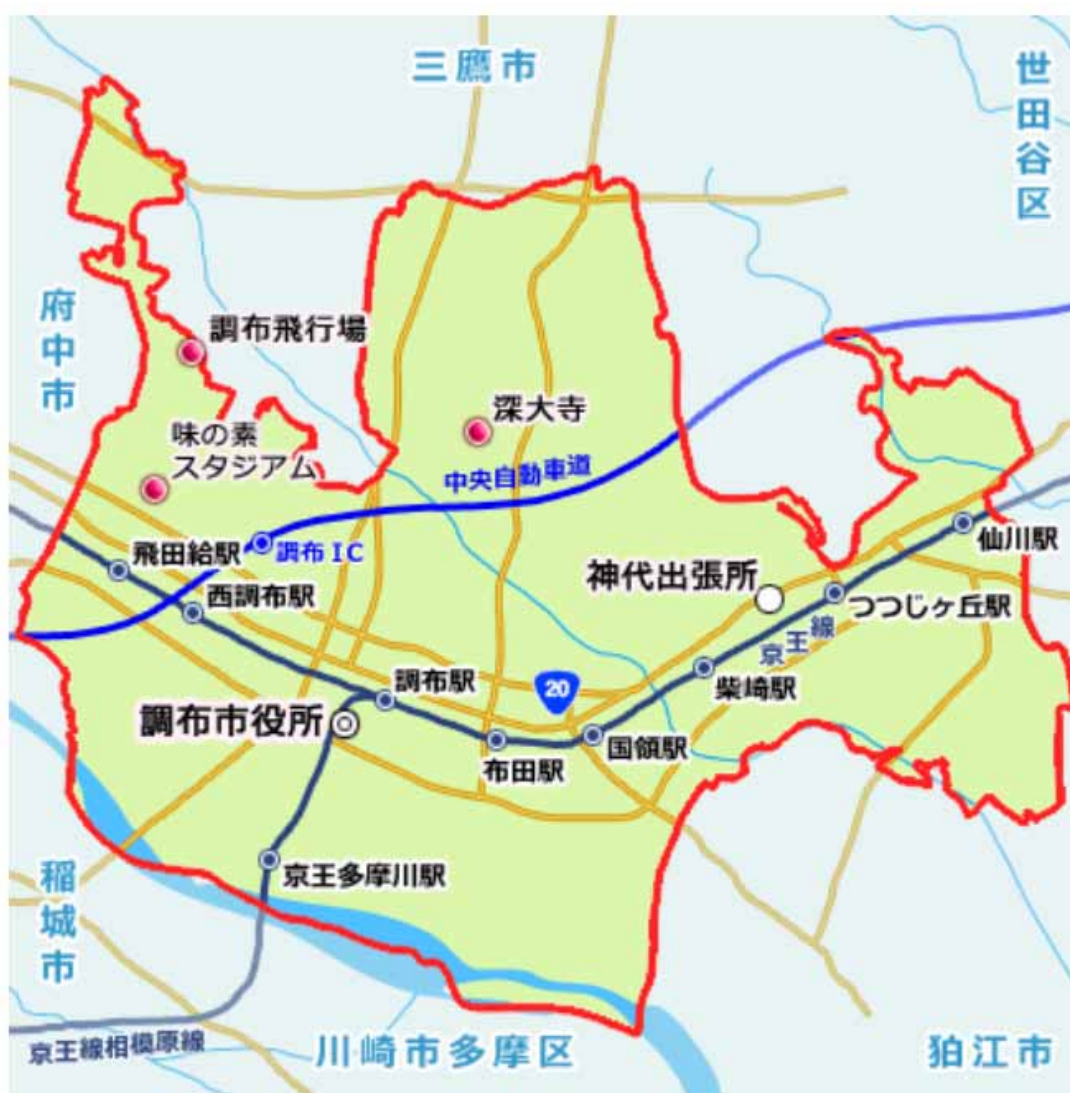 三鷹市
世田谷区
府中市
調布飛行場
深大寺
味の素
スタジアム
中央自動車道
飛田給駅
調布IC
仙川駅
神代出張所
西調布駅
つつじヶ丘駅
京王線
調布駅
20
柴崎駅
調布市役所
国領駅
布田駅
京王多摩川駅
稲城市
京王線相模原線
川崎市多摩区
狛江市